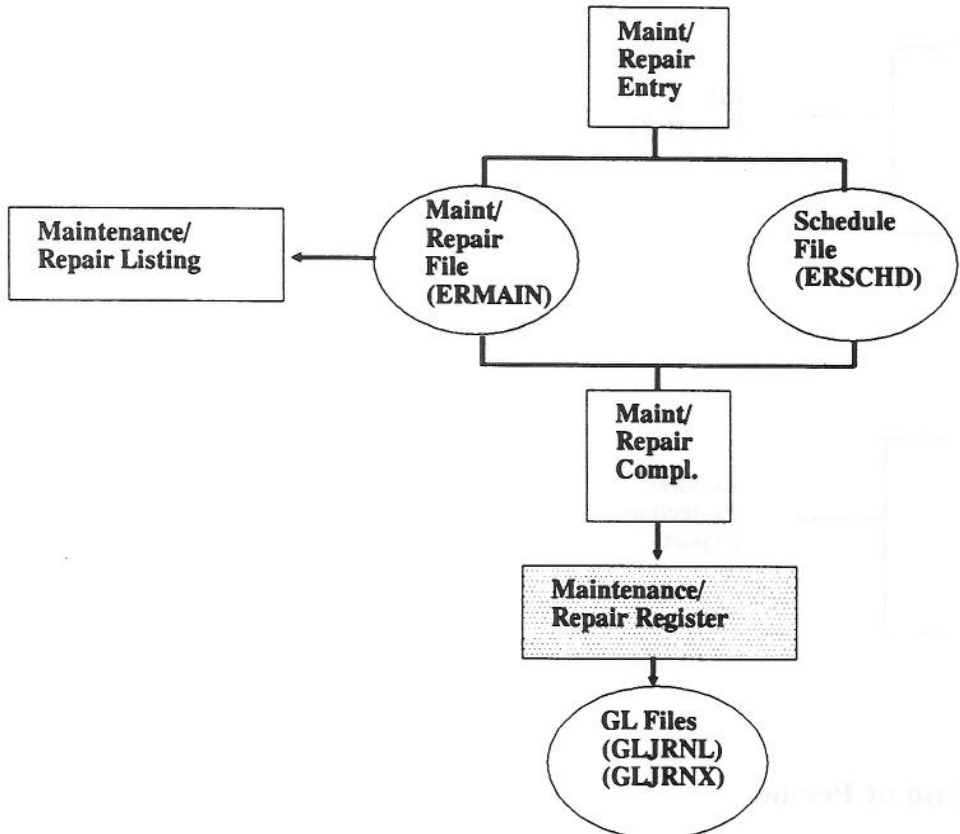 Maint/
Repair
Entry
Maintenance/
Repair Listing
Maint/
Repair
File
(ERMAIN)
Schedule
File
(ERSCHD)
Maint/
Repair
Compl.
Maintenance/
Repair Register
GL Files
(GLJRNL)
(GLJRNX)